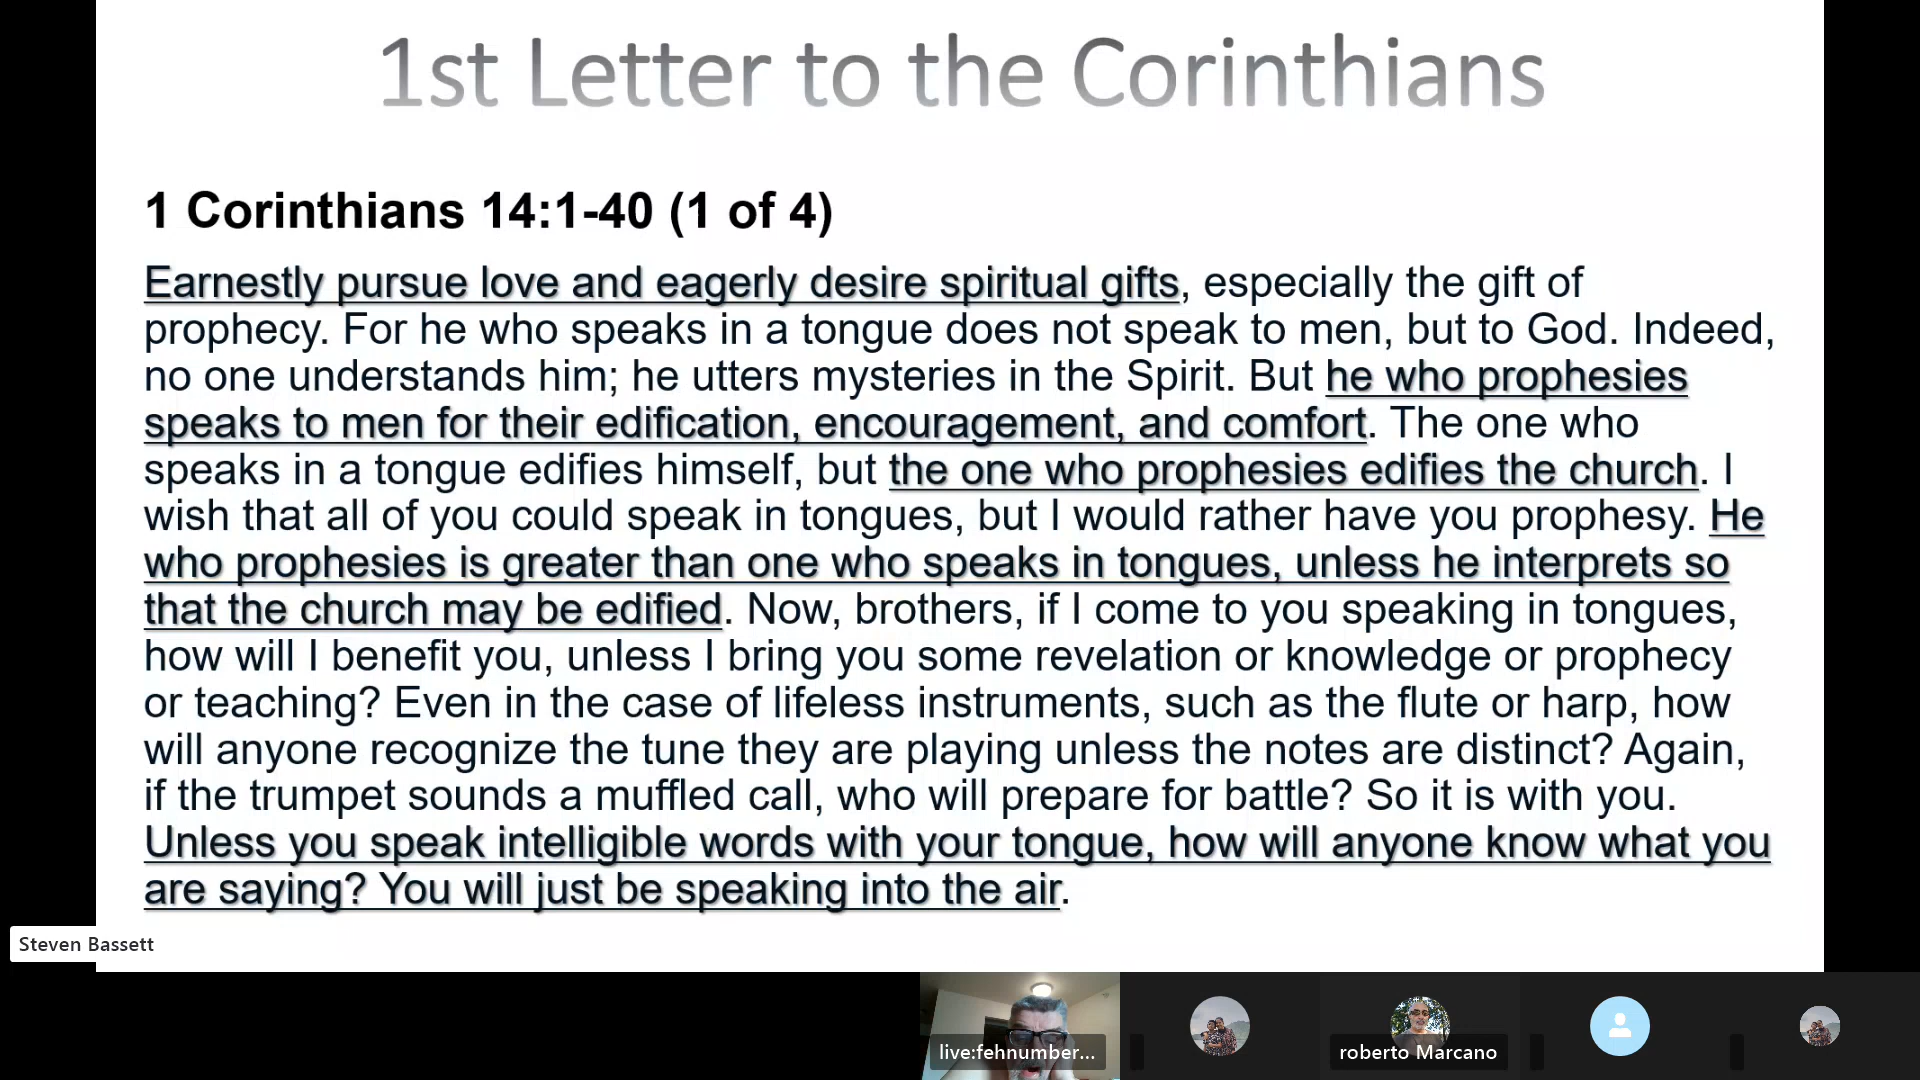 1st Letter to the Corinthians
1 Corinthians 14:1-40 (1 of 4)
Earnestly pursue love and eagerly desire spiritual gifts, especially the gift of
prophecy. For he who speaks in a tongue does not speak to men, but to God. Indeed,
no one understands him; he utters mysteries in the Spirit. But he who prophesies
speaks to men for their edification, encouragement, and comfort. The one who
speaks in a tongue edifies himself, but the one who prophesies edifies the church. I
wish that all of you could speak in tongues, but I would rather have you prophesy. He
who prophesies is greater than one who speaks in tongues, unless he interprets so
that the church may be edified. Now, brothers, if I come to you speaking in tongues,
how will I benefit you, unless I bring you some revelation or knowledge or prophecy
or teaching? Even in the case of lifeless instruments, such as the flute or harp, how
will anyone recognize the tune they are playing unless the notes are distinct? Again,
if the trumpet sounds a muffled call, who will prepare for battle? So it is with you.
Unless you speak intelligible words with your tongue, how will anyone know what you
are saying? You will just be speaking into the air.
Steven Bassett
live:fehnumber...
roberto Marcano